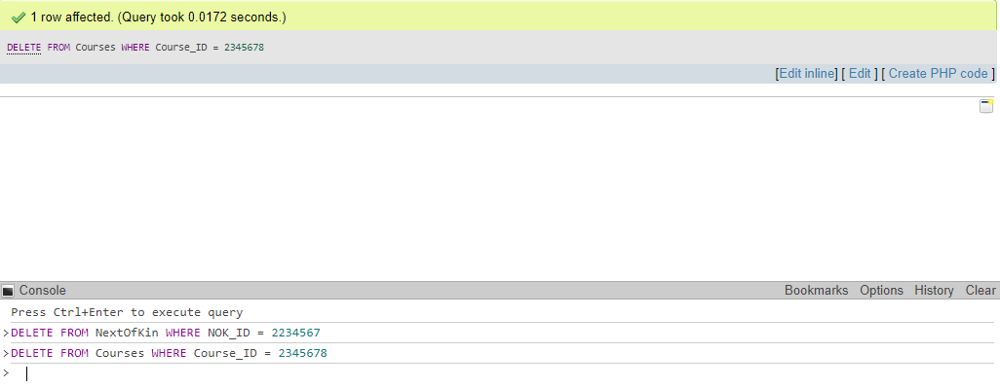 1 row affected. (Query took 0.0172 seconds.)
DELETE FROM Courses WHERE Course_ID = 2345678
[Edit inline] [ Edit ] [ Create PHP code ]
Console Bookmarks Options History Clear
Press Ctrl+Enter to execute query
>DELETE FROM NextOfKin WHERE NOK_ID = 2234567
>DELETE FROM Courses WHERE Course_ID = 2345678
>